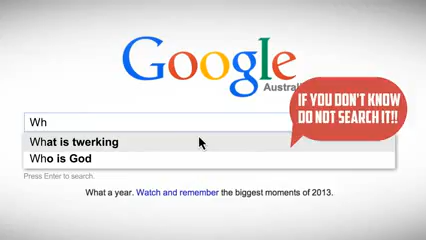 Google
Australia
IF YOU DON'T KNOW
DO NOT SEARCH IT!!
Wh
What is twerking
Who is God
Press Enter to search.
What a year. Watch and remember the biggest moments of 2013.